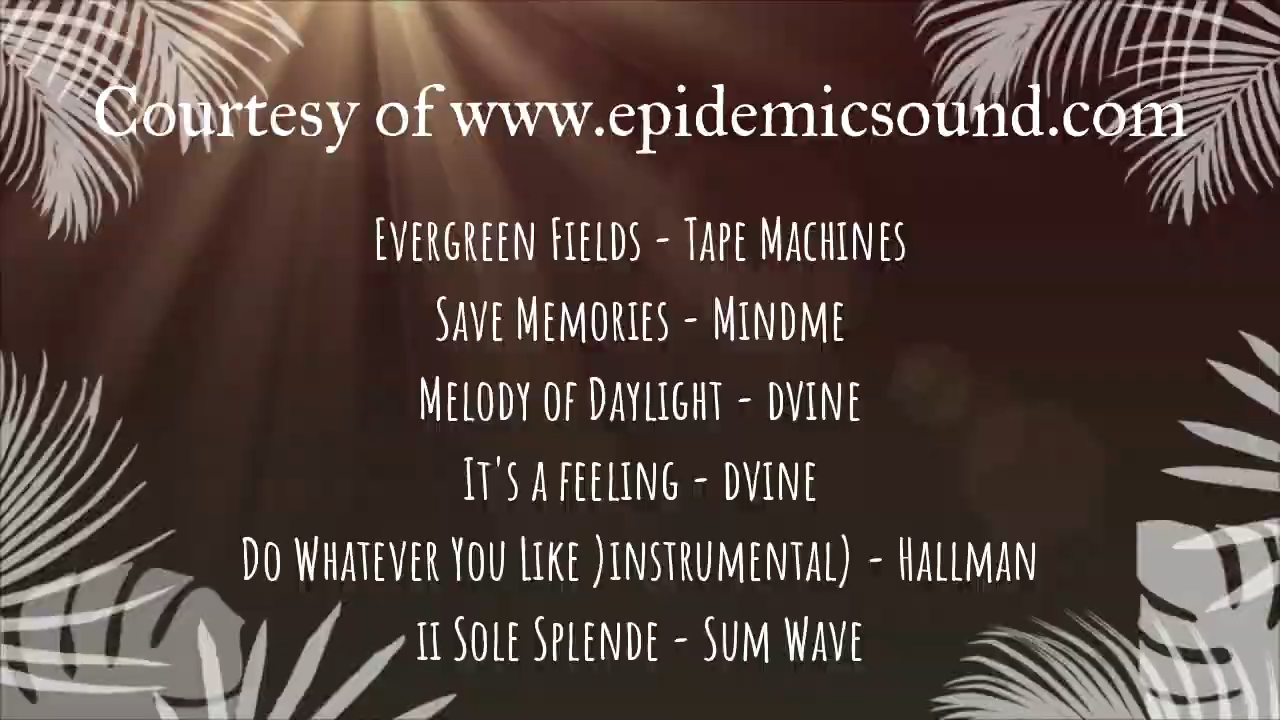 Courtesy of www.epidemicsound.com
Evergreen Fields - Tape Machines
Save Memories - Mindme
Melody of Daylight - dvine
It's a feeling - dvine
Do Whatever You Like )instrumental) - Hallman
ii Sole Splende - Sum Wave